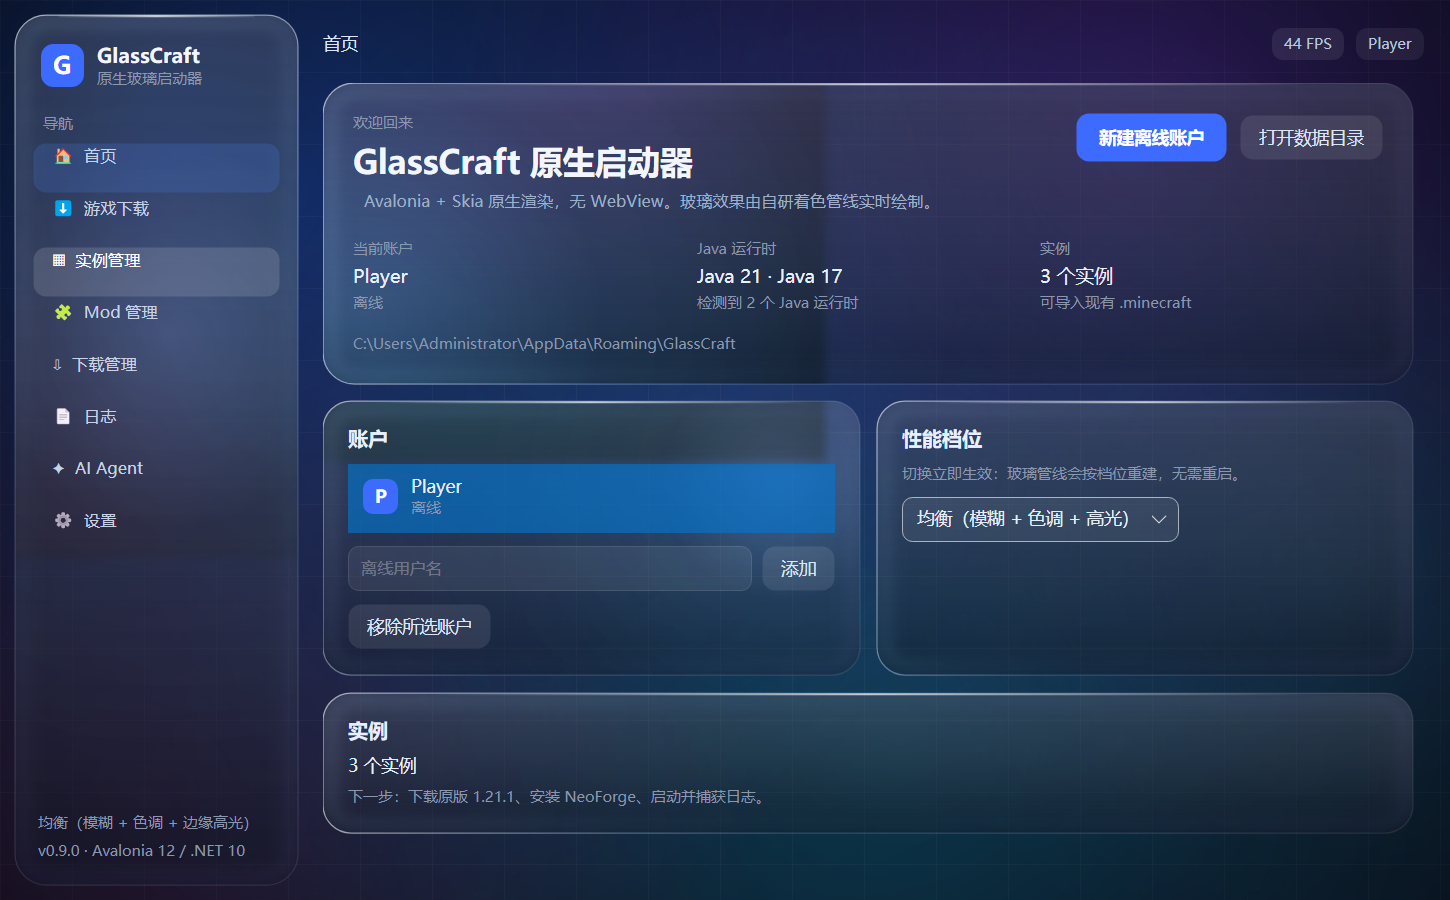 G
GlassCraft
原生玻璃启动器
导航
首页
游戏下载
实例管理
Mod 管理
下载管理
日志
AI Agent
设置
均衡（模糊 + 色调 + 边缘高光）
v0.9.0 · Avalonia 12 / .NET 10
首页
44 FPS
Player
欢迎回来
GlassCraft 原生启动器
Avalonia + Skia 原生渲染，无 WebView。玻璃效果由自研着色管线实时绘制。
新建离线账户
打开数据目录
当前账户
Player
离线
Java 运行时
Java 21 · Java 17
检测到 2 个 Java 运行时
实例
3 个实例
可导入现有 .minecraft
C:\Users\Administrator\AppData\Roaming\GlassCraft
账户
P
Player
离线
离线用户名
添加
移除所选账户
性能档位
切换立即生效：玻璃管线会按档位重建，无需重启。
均衡（模糊 + 色调 + 高光）
实例
3 个实例
下一步：下载原版 1.21.1、安装 NeoForge、启动并捕获日志。